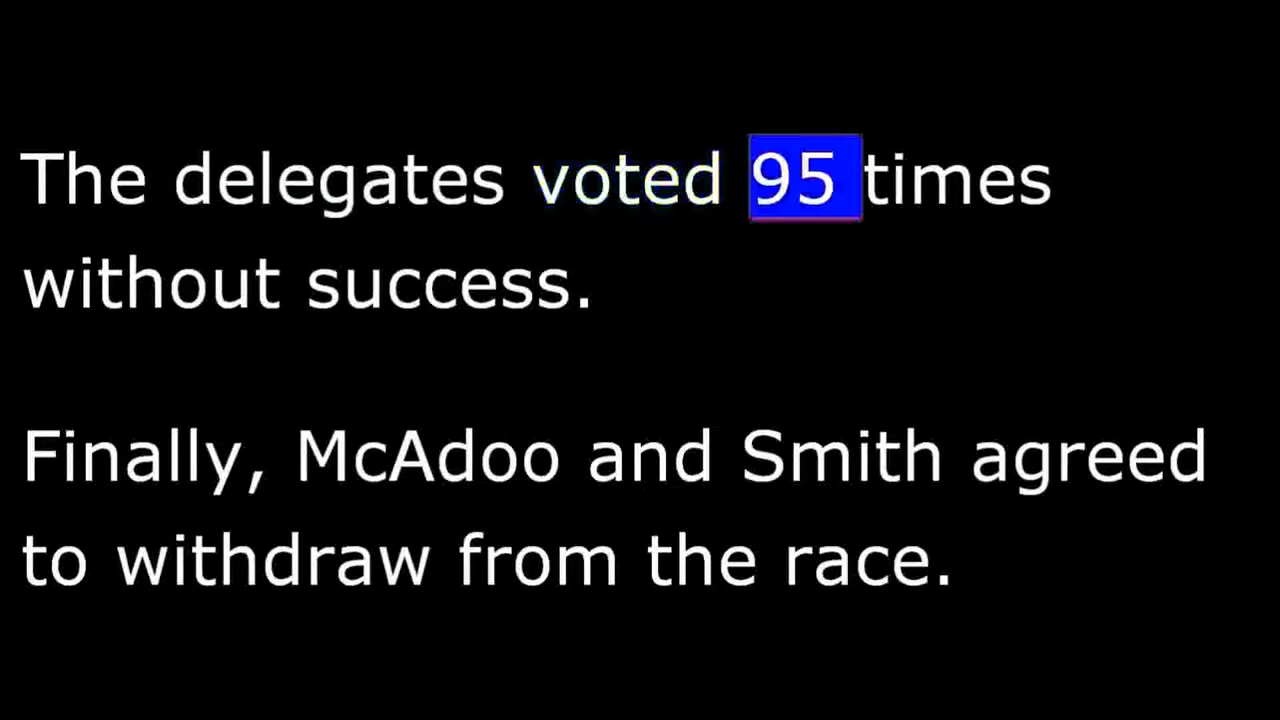 The delegates voted 95 times
without success.
Finally, McAdoo and Smith agreed
to withdraw from the race.